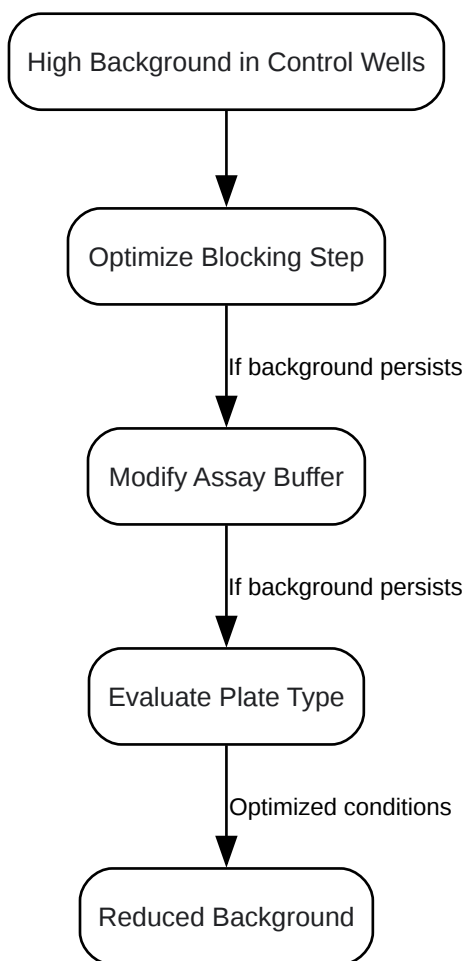 High Background in Control Wells
Optimize Blocking Step
If background persists
Modify Assay Buffer
If background persists
Evaluate Plate Type
Optimized conditions
Reduced Background